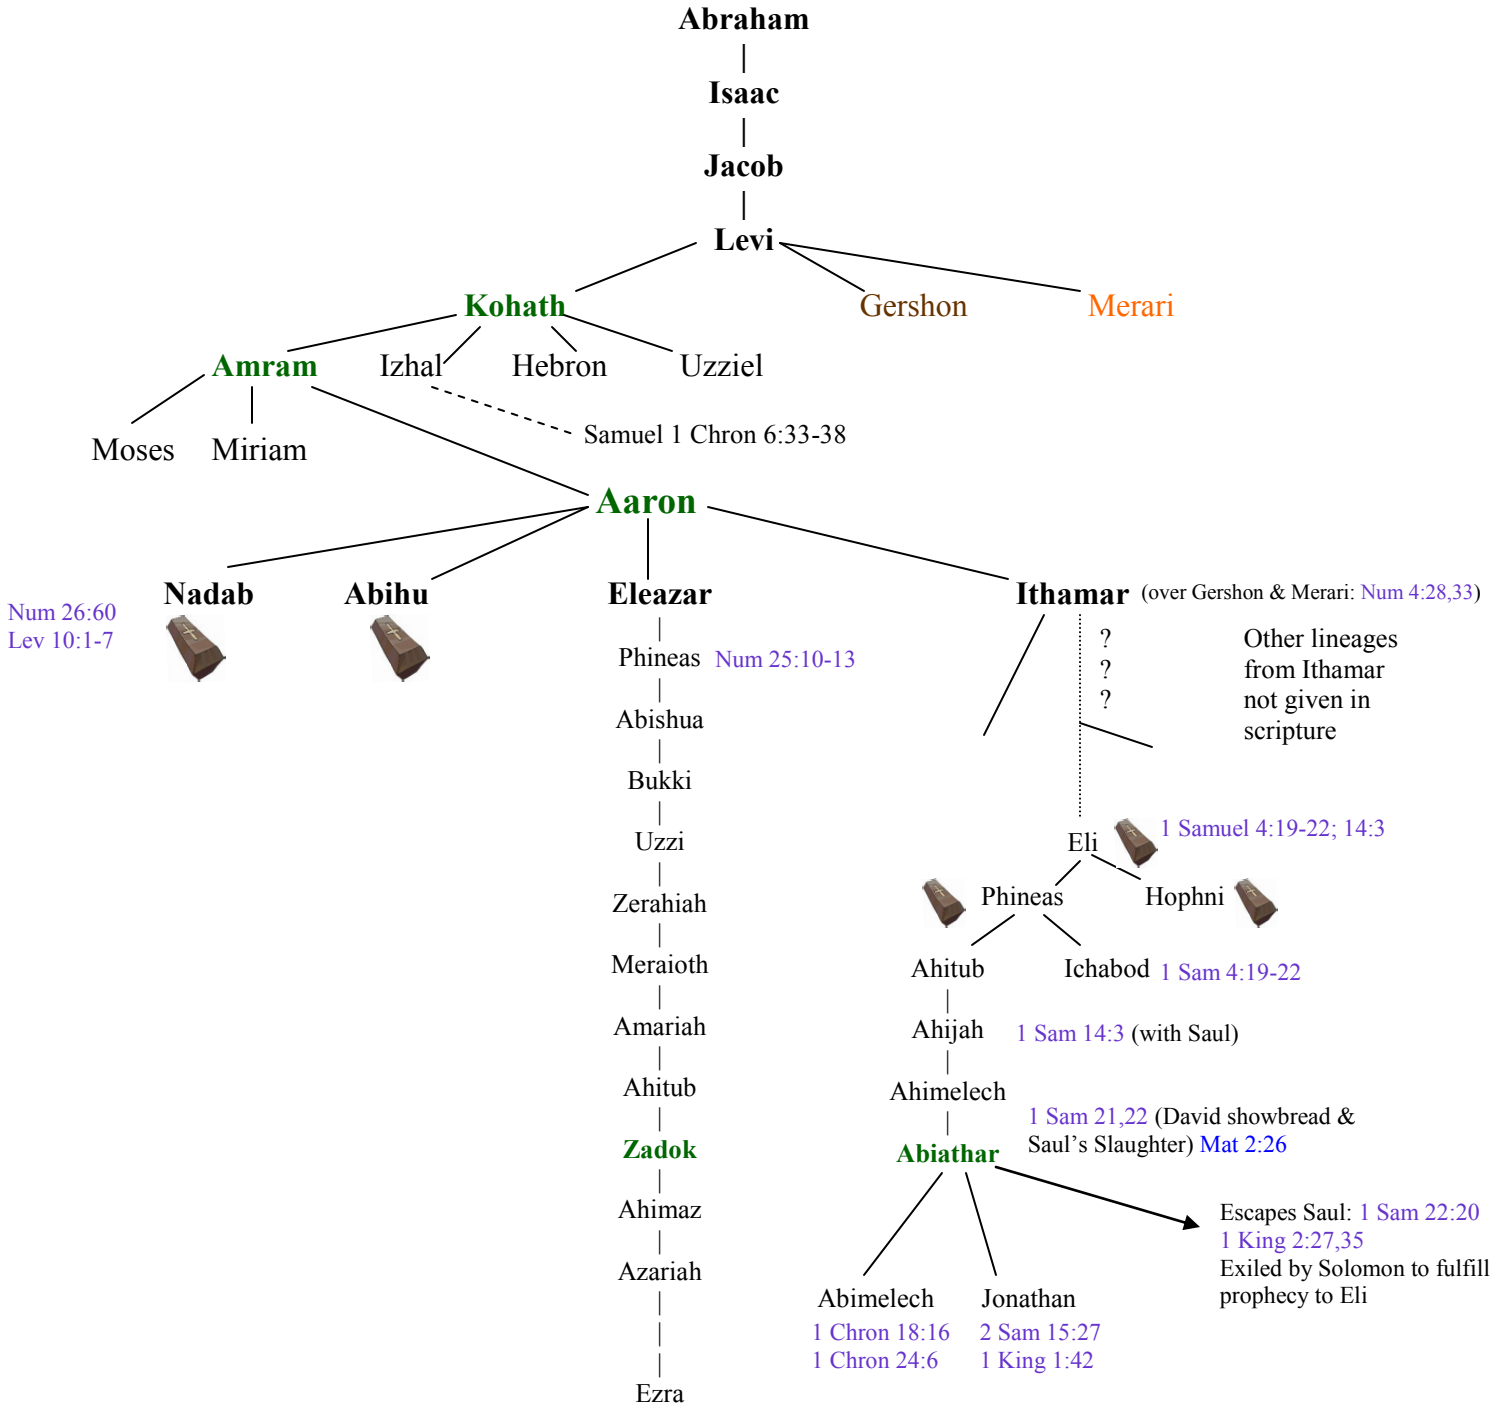 Abraham
Isaac
Jacob
Levi
Kohath
Gershon
Merari
Amram
Izhal
Hebron
Uzziel
Samuel 1 Chron 6:33-38
Moses
Miriam
Aaron
Nadab
Abihu
Eleazar
Ithamar (over Gershon & Merari: Num 4:28,33)
Num 26:60
Lev 10:1-7
?
?
?
Other lineages
from Ithamar
not given in
scripture
Phineas Num 25:10-13
Abishua
Bukki
Uzzi
Zerahiah
Meraioth
Amariah
Ahitub
Zadok
Ahimaz
Azariah
Ezra
Eli
1 Samuel 4:19-22; 14:3
Phineas
Hophni
Ahitub
Ichabod 1 Sam 4:19-22
Ahijah
1 Sam 14:3 (with Saul)
Ahimelech
1 Sam 21,22 (David showbread &
Saul's Slaughter) Mat 2:26
Abiathar
Escapes Saul: 1 Sam 22:20
1 King 2:27,35
Exiled by Solomon to fulfill
prophecy to Eli
Abimelech
1 Chron 18:16
1 Chron 24:6
Jonathan
2 Sam 15:27
1 King 1:42